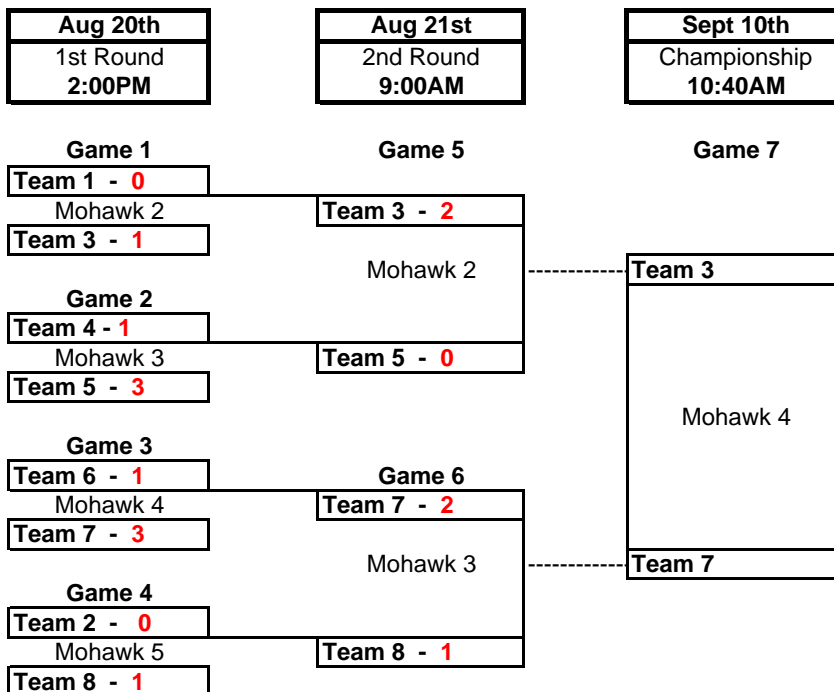 Aug 20th
1st Round
2:00PM
Aug 21st
2nd Round
9:00AM
Sept 10th
Championship
10:40AM
Game 1
Team 1 - 0
Mohawk 2
Team 3 - 1
Game 2
Team 4 - 1
Mohawk 3
Team 5 - 3
Game 3
Team 6 - 1
Mohawk 4
Team 7 - 3
Game 4
Team 2 - 0
Mohawk 5
Team 8 - 1
Game 5
Team 3 - 2
Mohawk 2
Team 5 - 0
Game 6
Team 7 - 2
Mohawk 3
Team 8 - 1
Game 7
Team 3
Mohawk 4
Team 7